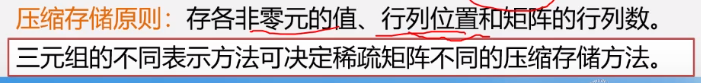 压缩存储原则：存各非零元的值、行列位置和矩阵的行列数。
三元组的不同表示方法可决定稀疏矩阵不同的压缩存储方法。